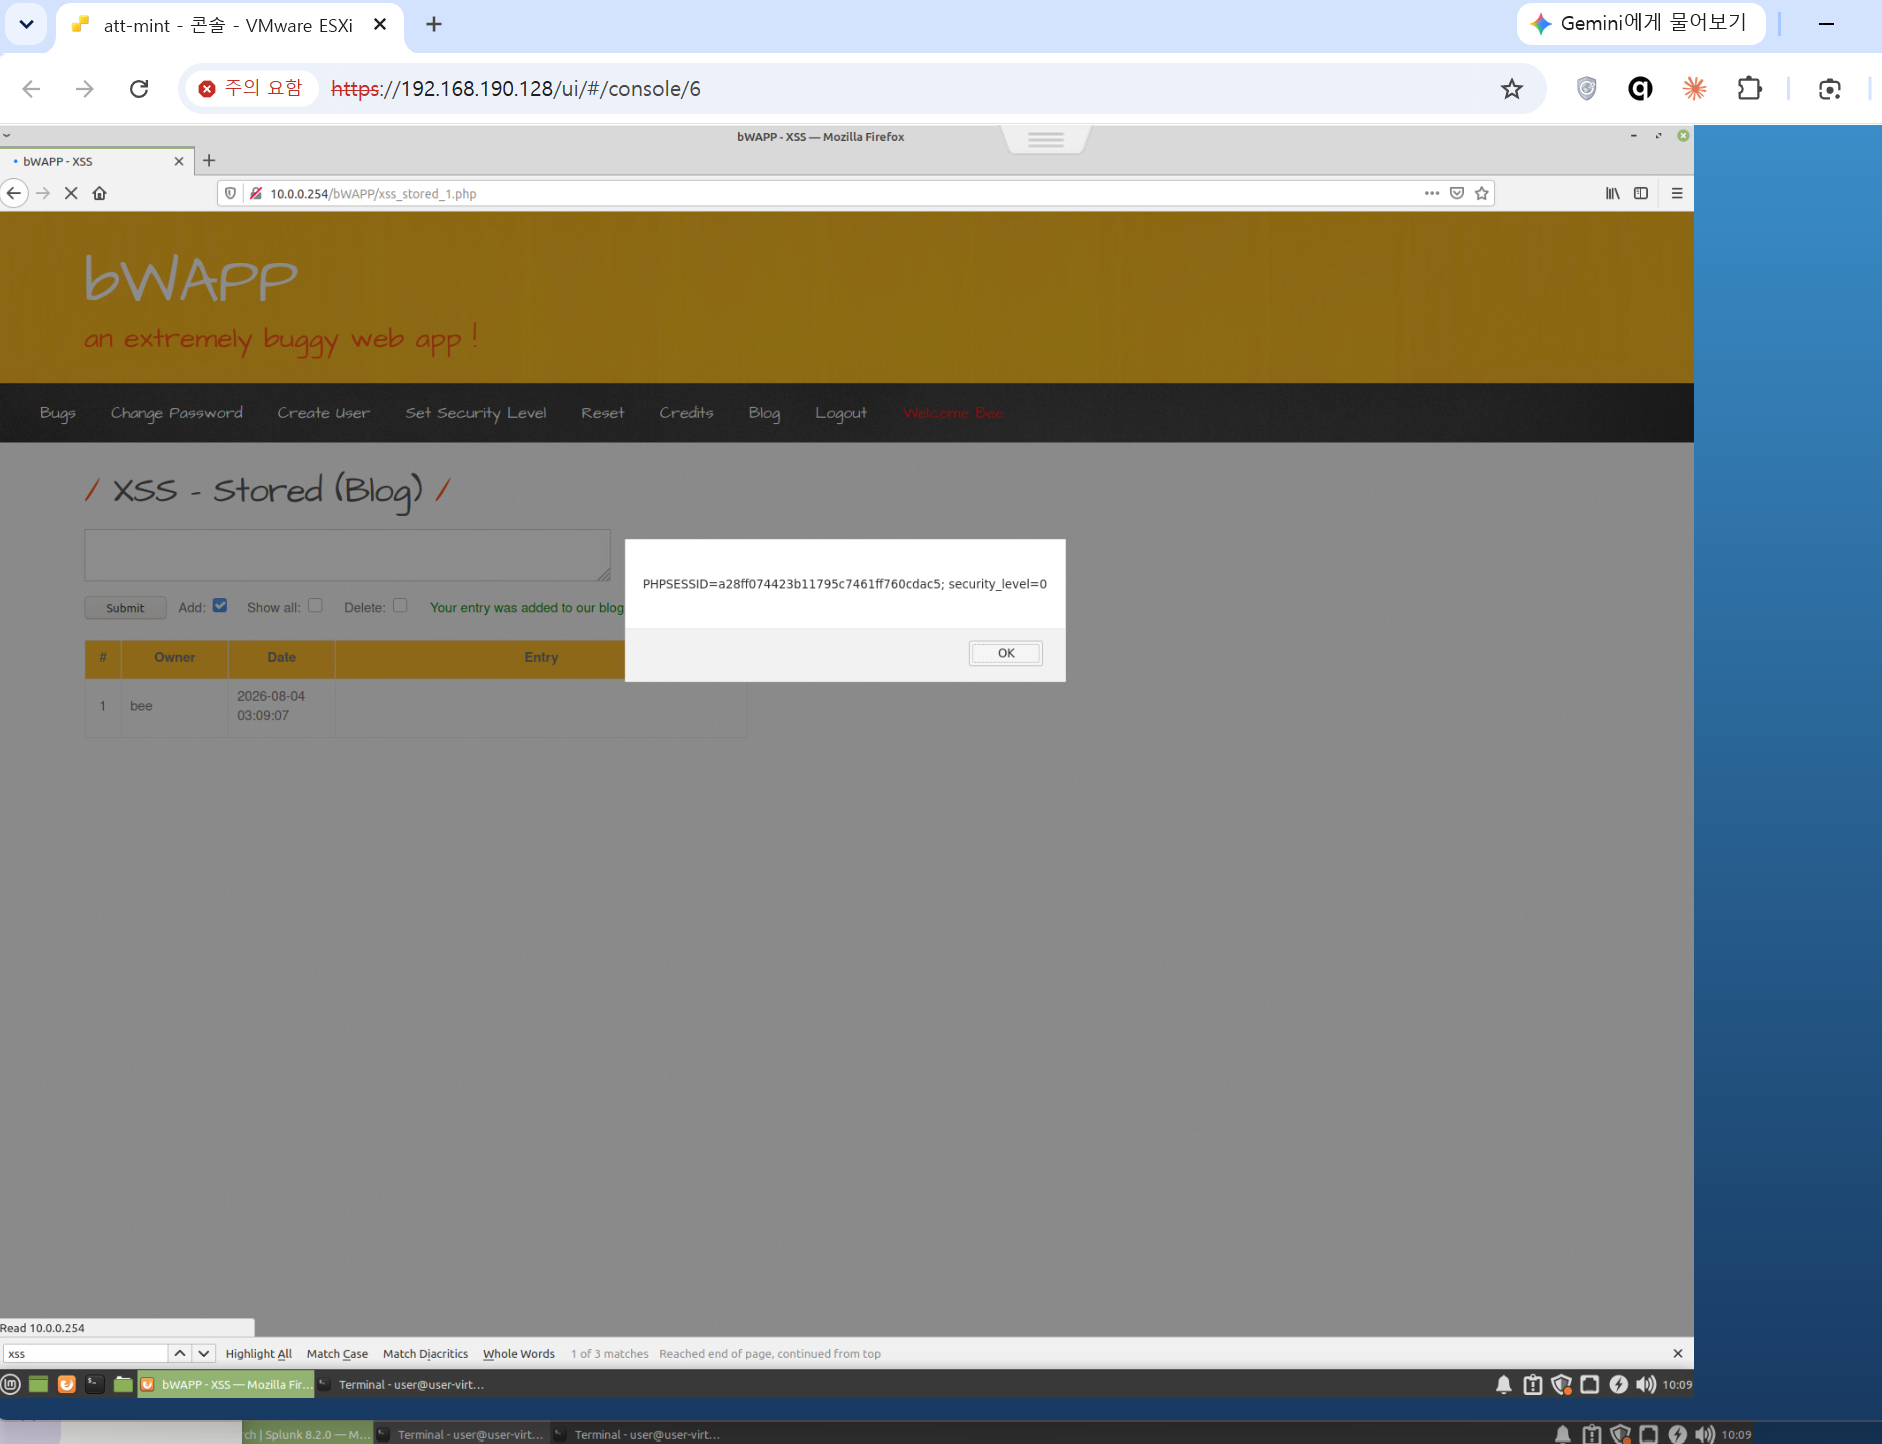 att-mint - 콘솔 - VMware ESXi
Gemini에게 물어보기
주의 요함 https://192.168.190.128/ui/#/console/6
bWAPP - XSS — Mozilla Firefox
bWAPP - XSS
10.0.0.254/bWAPP/xss_stored_1.php
bWAPP
an extremely buggy web app !
Bugs Change Password Create User Set Security Level Reset Credits Blog Logout Welcome Bee
/ XSS - Stored (Blog) /
PHPSESSID=a28ff074423b11795c7461ff760cdac5; security_level=0
OK
Submit Add: Show all: Delete: Your entry was added to our blog
# Owner Date Entry
1 bee 2026-08-04
03:09:07
Read 10.0.0.254
xss Highlight All Match Case Match Diacritics Whole Words 1 of 3 matches Reached end of page, continued from top
bWAPP - XSS — Mozilla Fir... Terminal - user@user-virt... 10:09
ch | Splunk 8.2.0 — M... Terminal - user@user-virt... Terminal - user@user-virt... 10:09